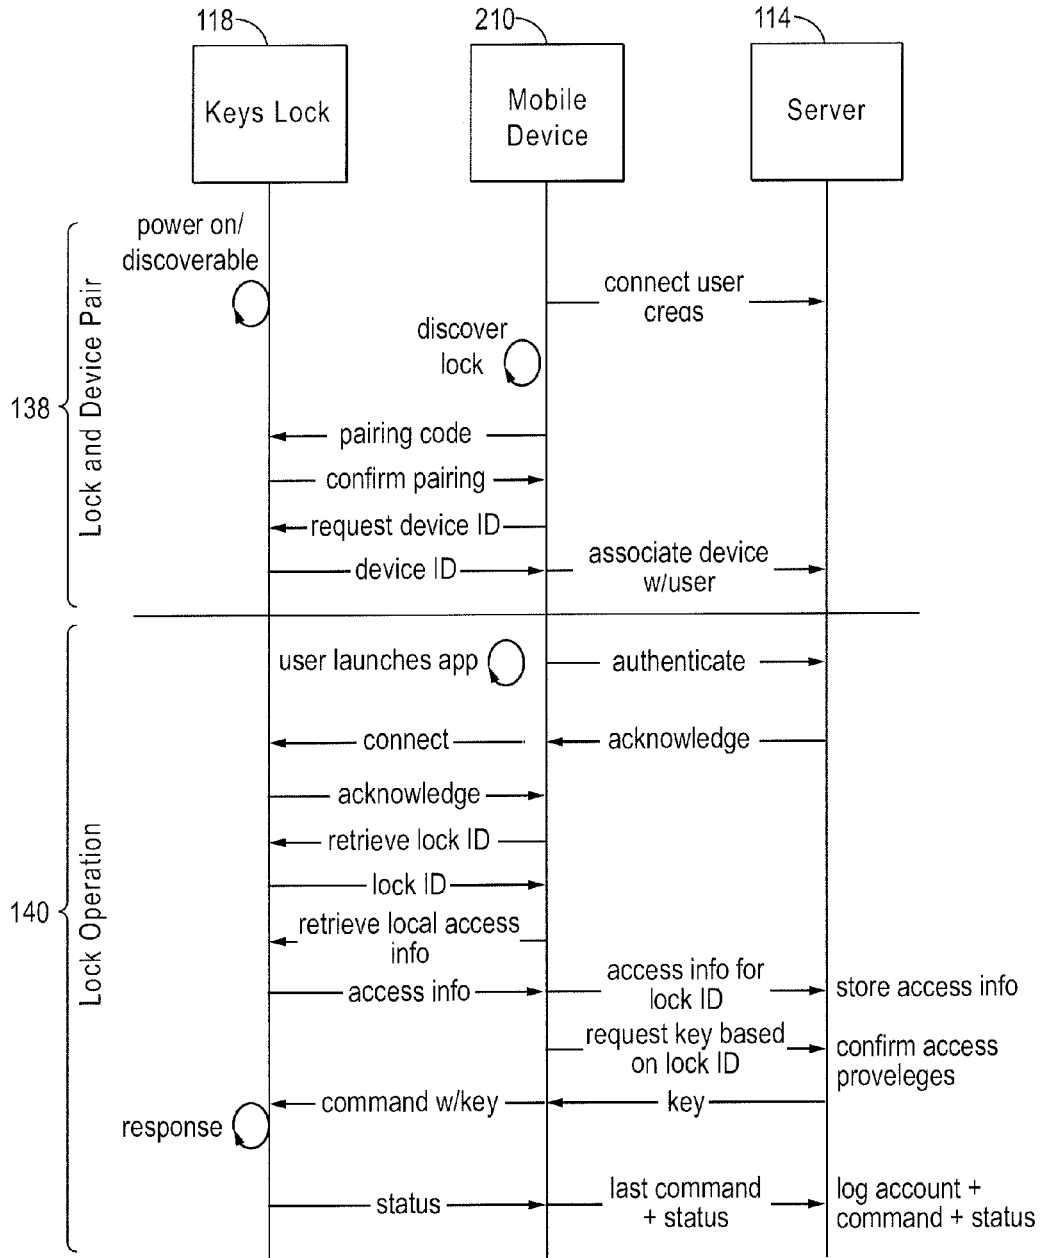 118
210
114
Keys Lock
Mobile
Device
Server
power on/
discoverable
connect user
creds
discover
lock
138
Lock and Device Pair
pairing code
confirm pairing
request device ID
device ID
associate device
w/user
user launches app
authenticate
connect
acknowledge
acknowledge
retrieve lock ID
140
Lock Operation
lock ID
retrieve local access
info
access info
access info for
lock ID
store access info
request key based
on lock ID
confirm access
proveleges
command w/key
key
response
status
last command
+ status
log account +
command + status